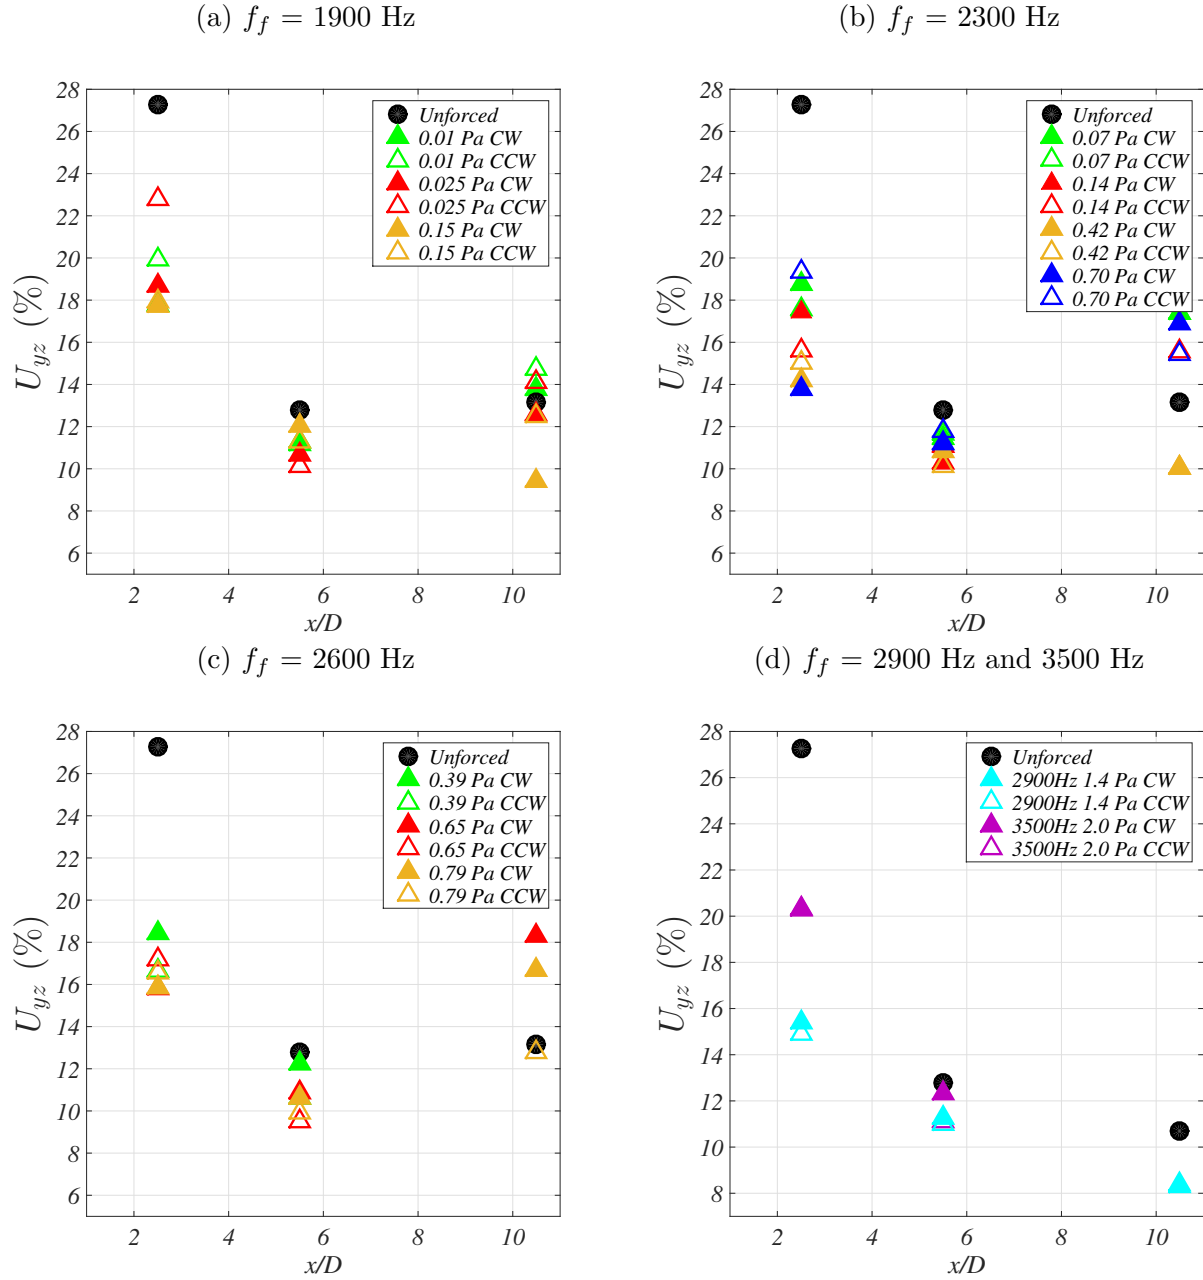 (a) f_f = 1900 Hz
28
26
24
22
20
18
16
14
12
10
8
6
2 4 6 8 10
x/D
U_yz (%)
Unforced
0.01 Pa CW
0.01 Pa CCW
0.025 Pa CW
0.025 Pa CCW
0.15 Pa CW
0.15 Pa CCW
(b) f_f = 2300 Hz
28
26
24
22
20
18
16
14
12
10
8
6
2 4 6 8 10
x/D
U_yz (%)
Unforced
0.07 Pa CW
0.07 Pa CCW
0.14 Pa CW
0.14 Pa CCW
0.42 Pa CW
0.42 Pa CCW
0.70 Pa CW
0.70 Pa CCW
(c) f_f = 2600 Hz
28
26
24
22
20
18
16
14
12
10
8
6
2 4 6 8 10
x/D
U_yz (%)
Unforced
0.39 Pa CW
0.39 Pa CCW
0.65 Pa CW
0.65 Pa CCW
0.79 Pa CW
0.79 Pa CCW
(d) f_f = 2900 Hz and 3500 Hz
28
26
24
22
20
18
16
14
12
10
8
2 4 6 8 10
x/D
U_yz (%)
Unforced
2900Hz 1.4 Pa CW
2900Hz 1.4 Pa CCW
3500Hz 2.0 Pa CW
3500Hz 2.0 Pa CCW